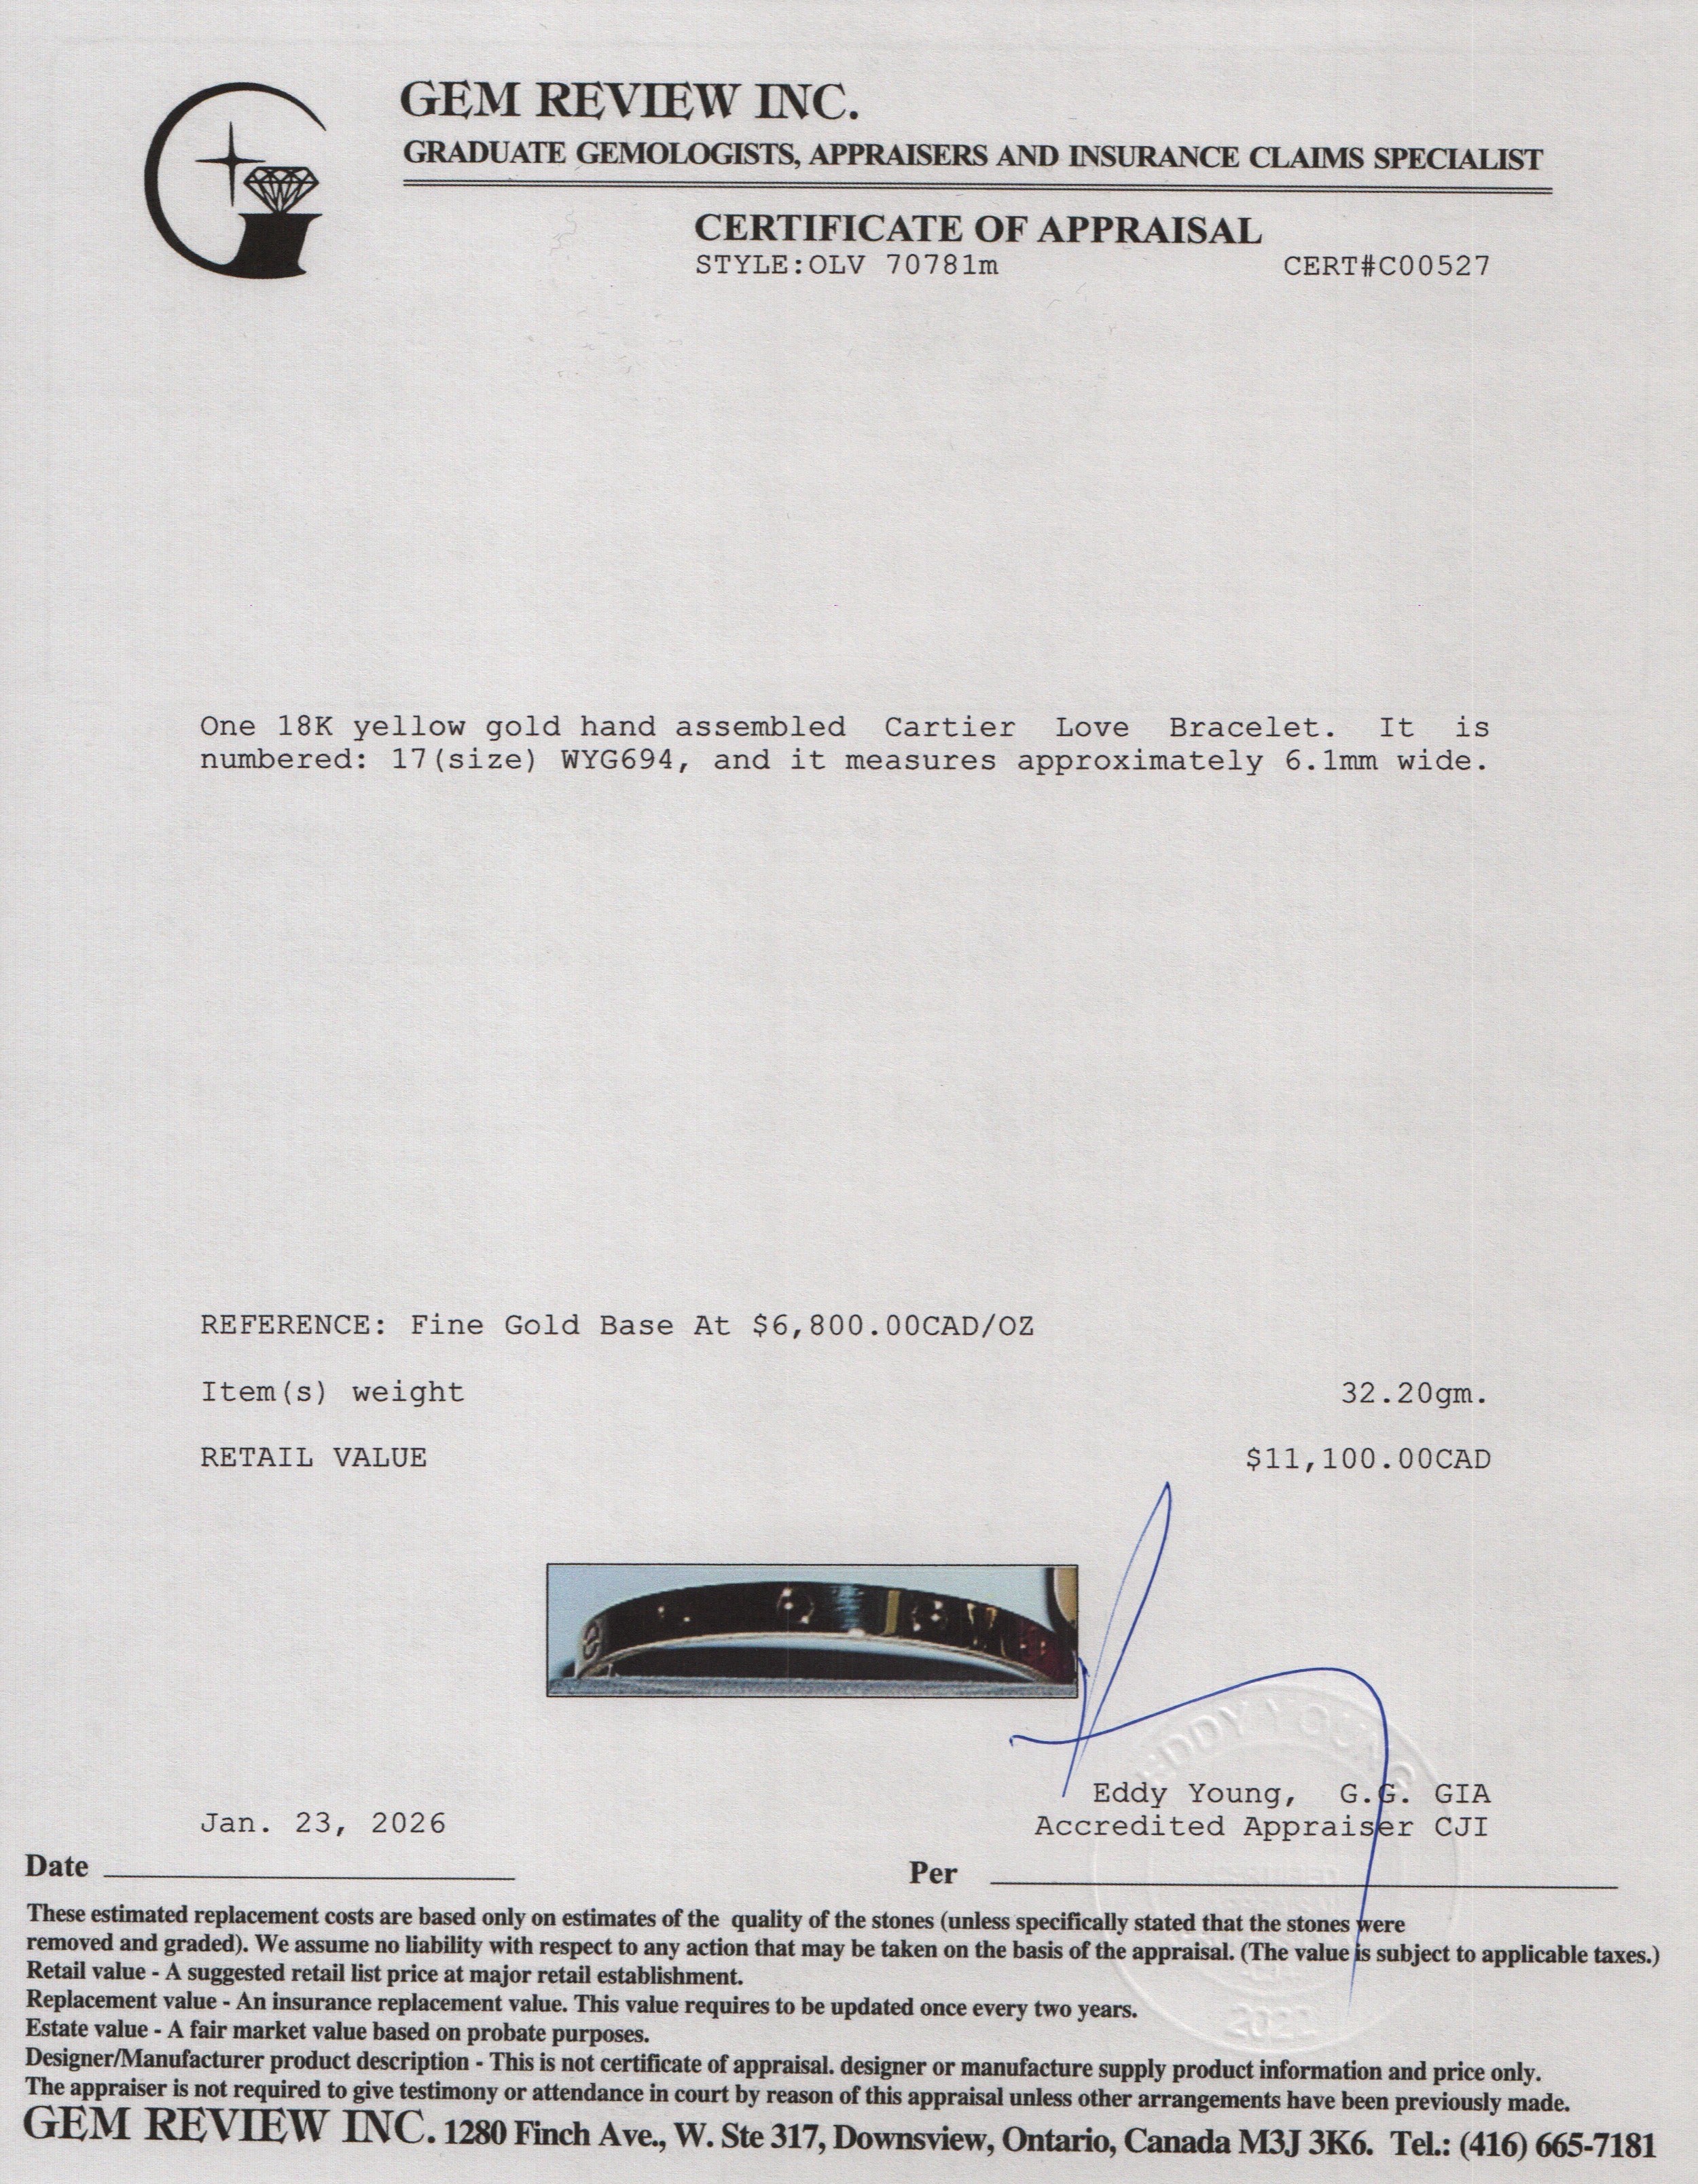 GEM REVIEW INC.
GRADUATE GEMOLOGISTS, APPRAISERS AND INSURANCE CLAIMS SPECIALIST
CERTIFICATE OF APPRAISAL
STYLE:OLV 70781m CERT#C00527
One 18K yellow gold hand assembled Cartier Love Bracelet. It is
numbered: 17(size) WYG694, and it measures approximately 6.1mm wide.
REFERENCE: Fine Gold Base At $6,800.00CAD/OZ
Item(s) weight 32.20gm.
RETAIL VALUE $11,100.00CAD
EDDY YOUNG
Eddy Young, G.G. GIA
Jan. 23, 2026 Accredited Appraiser CJI
Date Per
These estimated replacement costs are based only on estimates of the quality of the stones (unless specifically stated that the stones were
removed and graded). We assume no liability with respect to any action that may be taken on the basis of the appraisal. (The value is subject to applicable taxes.)
Retail value - A suggested retail list price at major retail establishment.
Replacement value - An insurance replacement value. This value requires to be updated once every two years.
2022
Estate value - A fair market value based on probate purposes.
Designer/Manufacturer product description - This is not certificate of appraisal. designer or manufacture supply product information and price only.
The appraiser is not required to give testimony or attendance in court by reason of this appraisal unless other arrangements have been previously made.
GEM REVIEW INC. 1280 Finch Ave., W. Ste 317, Downsview, Ontario, Canada M3J 3K6. Tel.: (416) 665-7181